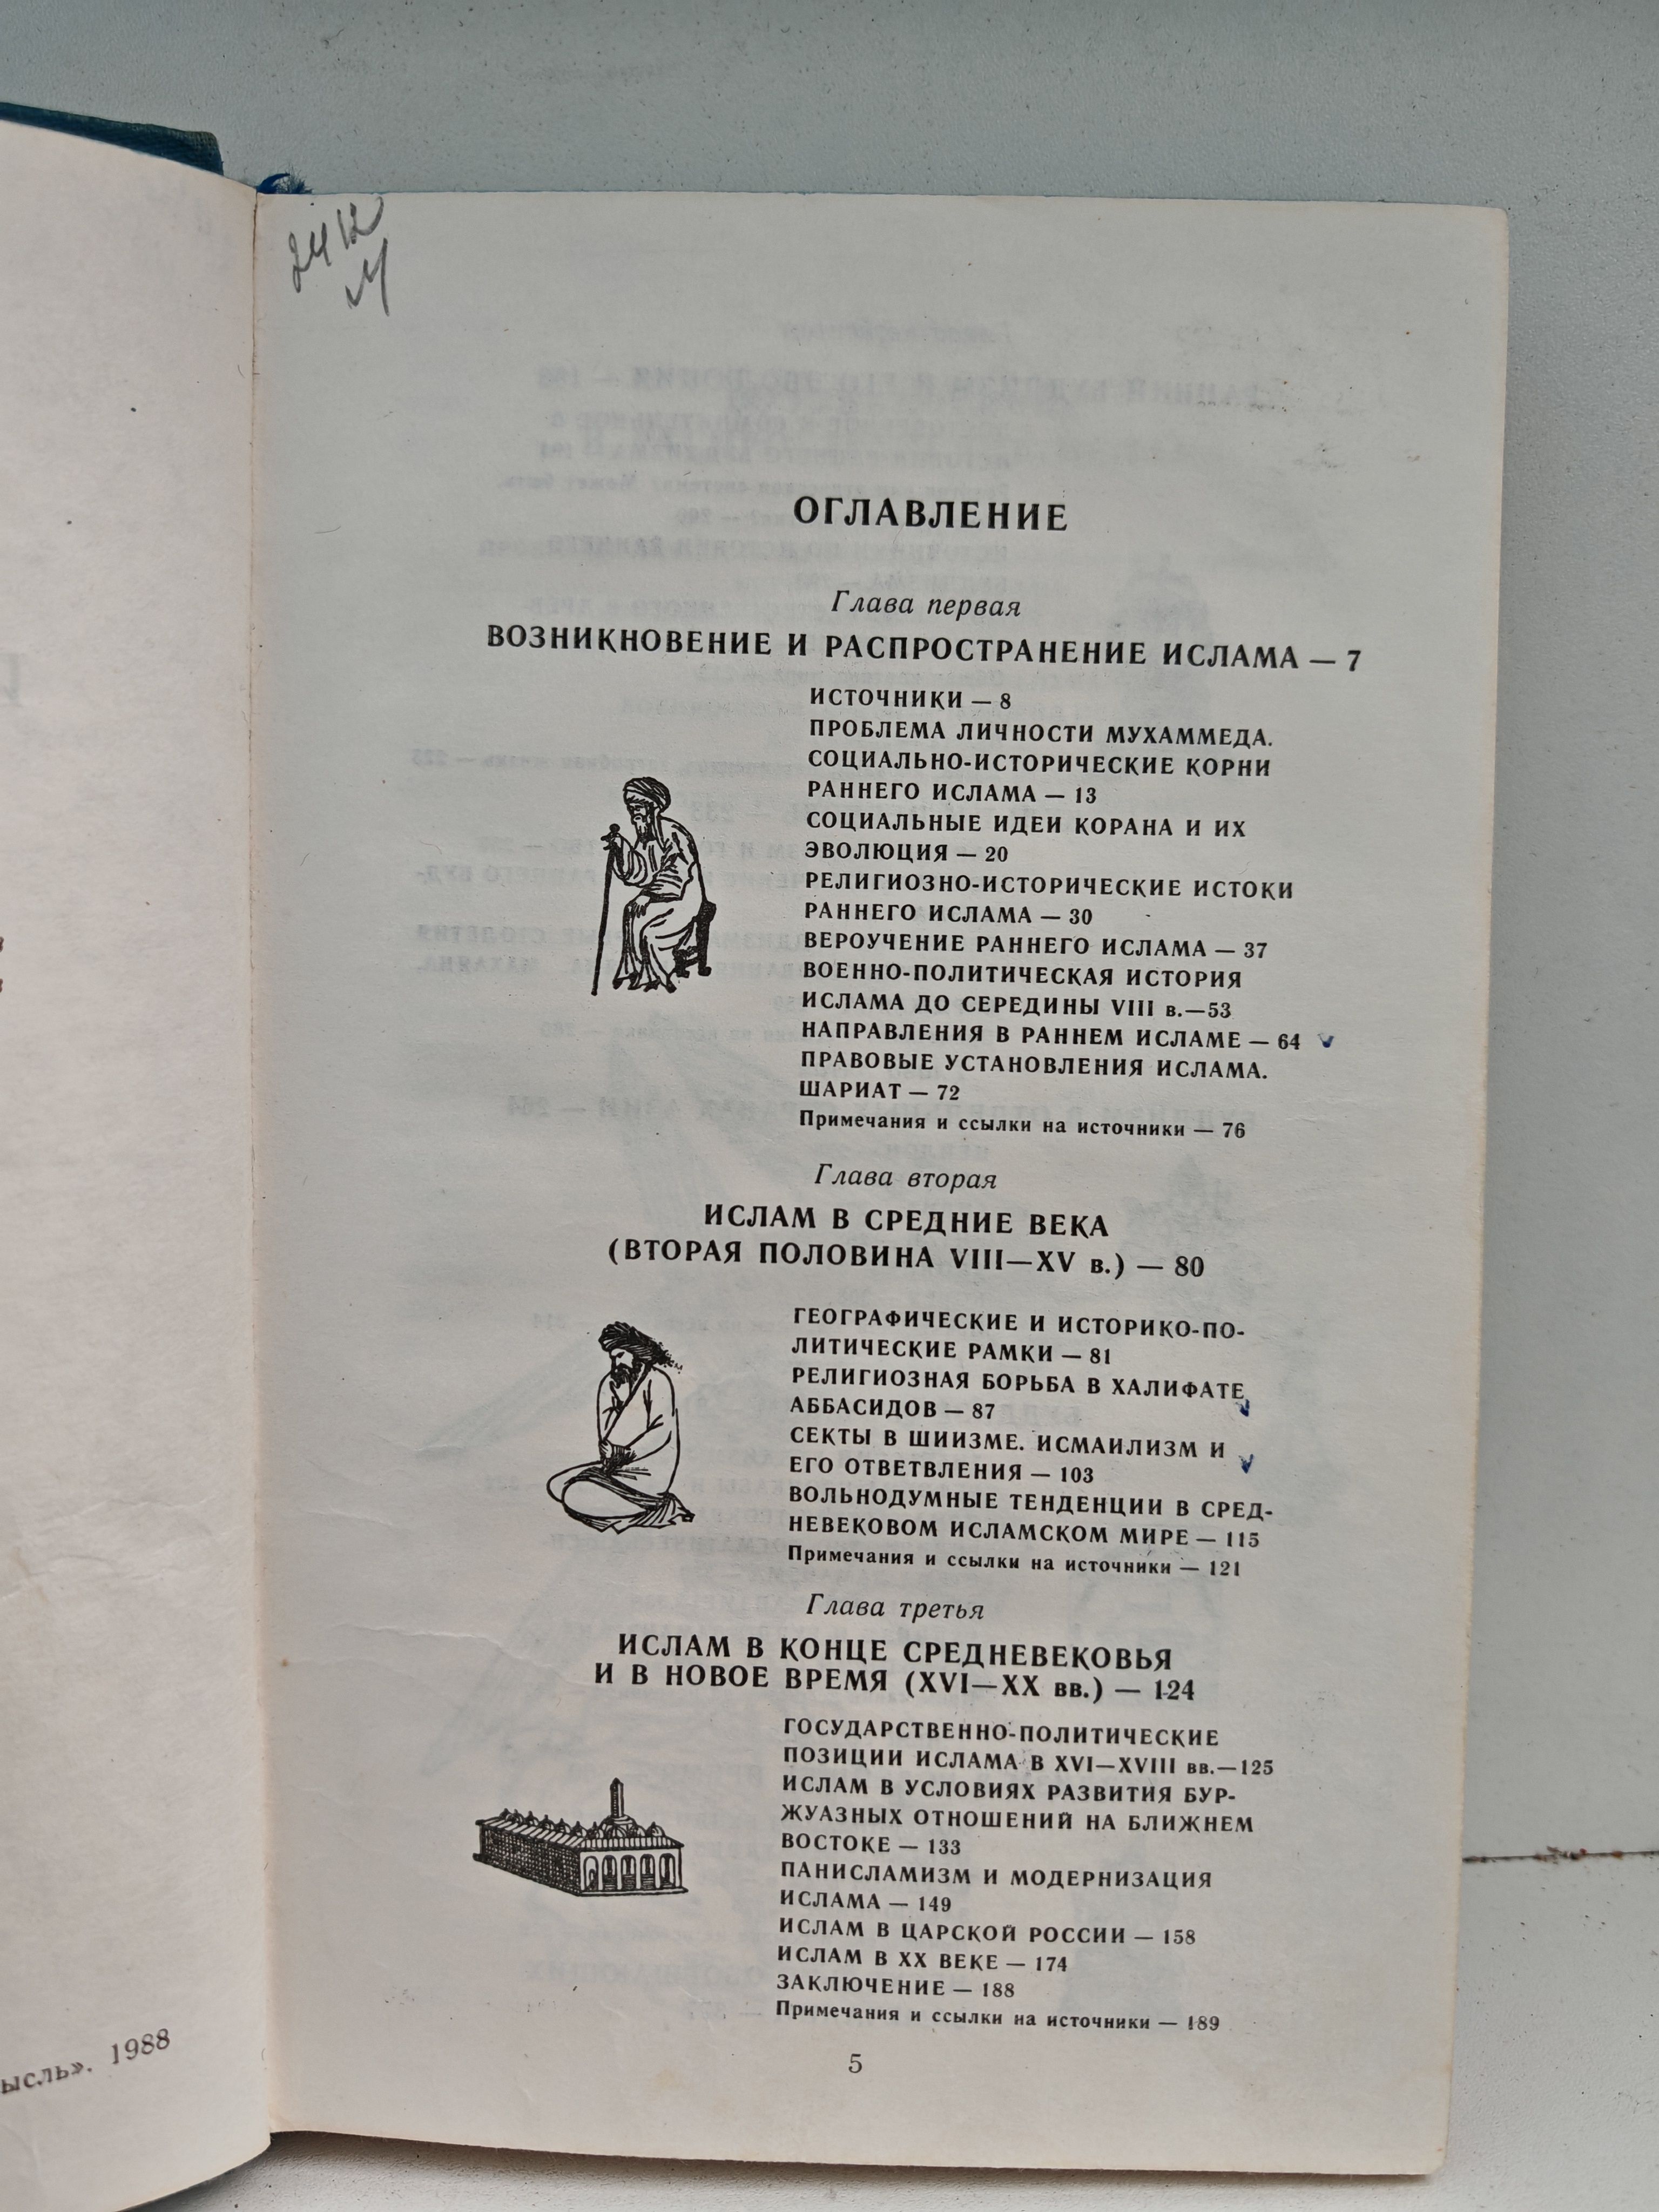 2412
И
ОГЛАВЛЕНИЕ
Глава первая
ВОЗНИКНОВЕНИЕ И РАСПРОСТРАНЕНИЕ ИСЛАМА — 7
ИСТОЧНИКИ — 8
ПРОБЛЕМА ЛИЧНОСТИ МУХАММЕДА.
СОЦИАЛЬНО-ИСТОРИЧЕСКИЕ КОРНИ
РАННЕГО ИСЛАМА — 13
СОЦИАЛЬНЫЕ ИДЕИ КОРАНА И ИХ
ЭВОЛЮЦИЯ — 20
РЕЛИГИОЗНО-ИСТОРИЧЕСКИЕ ИСТОКИ
РАННЕГО ИСЛАМА — 30
ВЕРОУЧЕНИЕ РАННЕГО ИСЛАМА — 37
ВОЕННО-ПОЛИТИЧЕСКАЯ ИСТОРИЯ
ИСЛАМА ДО СЕРЕДИНЫ VIII в.—53
НАПРАВЛЕНИЯ В РАННЕМ ИСЛАМЕ — 64
ПРАВОВЫЕ УСТАНОВЛЕНИЯ ИСЛАМА.
ШАРИАТ — 72
Примечания и ссылки на источники — 76
Глава вторая
ИСЛАМ В СРЕДНИЕ ВЕКА
(ВТОРАЯ ПОЛОВИНА VIII—XV в.) — 80
ГЕОГРАФИЧЕСКИЕ И ИСТОРИКО-ПО-
ЛИТИЧЕСКИЕ РАМКИ — 81
РЕЛИГИОЗНАЯ БОРЬБА В ХАЛИФАТЕ
АББАСИДОВ — 87
СЕКТЫ В ШИИЗМЕ. ИСМАИЛИЗМ И
ЕГО ОТВЕТВЛЕНИЯ — 103
ВОЛЬНОДУМНЫЕ ТЕНДЕНЦИИ В СРЕД-
НЕВЕКОВОМ ИСЛАМСКОМ МИРЕ — 115
Примечания и ссылки на источники — 121
Глава третья
ИСЛАМ В КОНЦЕ СРЕДНЕВЕКОВЬЯ
И В НОВОЕ ВРЕМЯ (XVI—XX вв.) — 124
ГОСУДАРСТВЕННО-ПОЛИТИЧЕСКИЕ
ПОЗИЦИИ ИСЛАМА В XVI—XVIII вв.—125
ИСЛАМ В УСЛОВИЯХ РАЗВИТИЯ БУР-
ЖУАЗНЫХ ОТНОШЕНИЙ НА БЛИЖНЕМ
ВОСТОКЕ — 133
ПАНИСЛАМИЗМ И МОДЕРНИЗАЦИЯ
ИСЛАМА — 149
ИСЛАМ В ЦАРСКОЙ РОССИИ — 158
ИСЛАМ В XX ВЕКЕ — 174
ЗАКЛЮЧЕНИЕ — 188
Примечания и ссылки на источники — 189
5
ысль». 1988